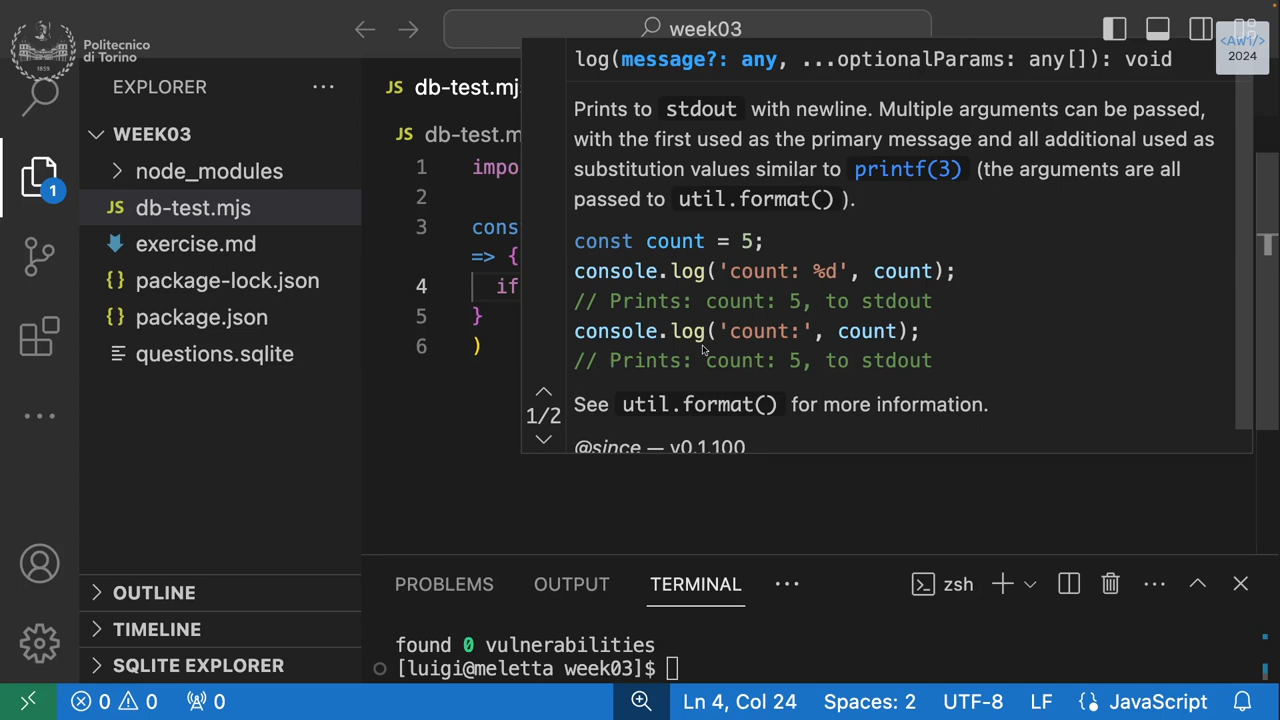 week03
Politecnico
di Torino
1859
<AW1/>
2024
EXPLORER
WEEK03
node_modules
JS db-test.mjs
exercise.md
{} package-lock.json
{} package.json
questions.sqlite
OUTLINE
TIMELINE
SQLITE EXPLORER
1
JS db-test.mj
JS db-test.m
1 impo
2
3 cons
=> {
4 if
5 }
6 )
log(message?: any, ...optionalParams: any[]): void
Prints to stdout with newline. Multiple arguments can be passed,
with the first used as the primary message and all additional used as
substitution values similar to printf(3) (the arguments are all
passed to util.format() ).
const count = 5;
console.log('count: %d', count);
// Prints: count: 5, to stdout
console.log('count:', count);
// Prints: count: 5, to stdout
1/2
See util.format() for more information.
@since — v0.1.100
PROBLEMS OUTPUT TERMINAL
zsh
found 0 vulnerabilities
[luigi@meletta week03]$
0 0 0
Ln 4, Col 24 Spaces: 2 UTF-8 LF {} JavaScript